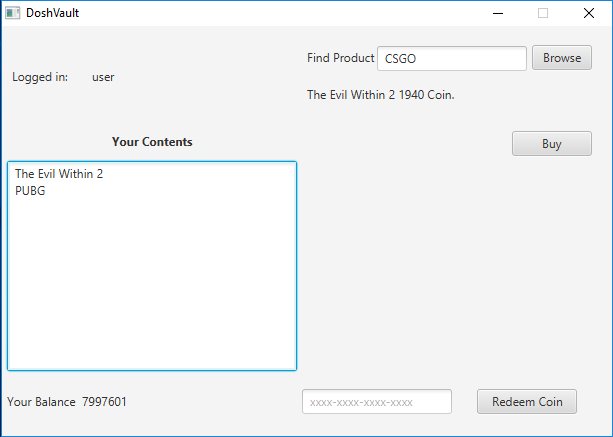 DoshVault
Find Product CSGO Browse
Logged in: user
The Evil Within 2 1940 Coin.
Your Contents
Buy
The Evil Within 2
PUBG
Your Balance 7997601
xxxx-xxxx-xxxx-xxxx Redeem Coin